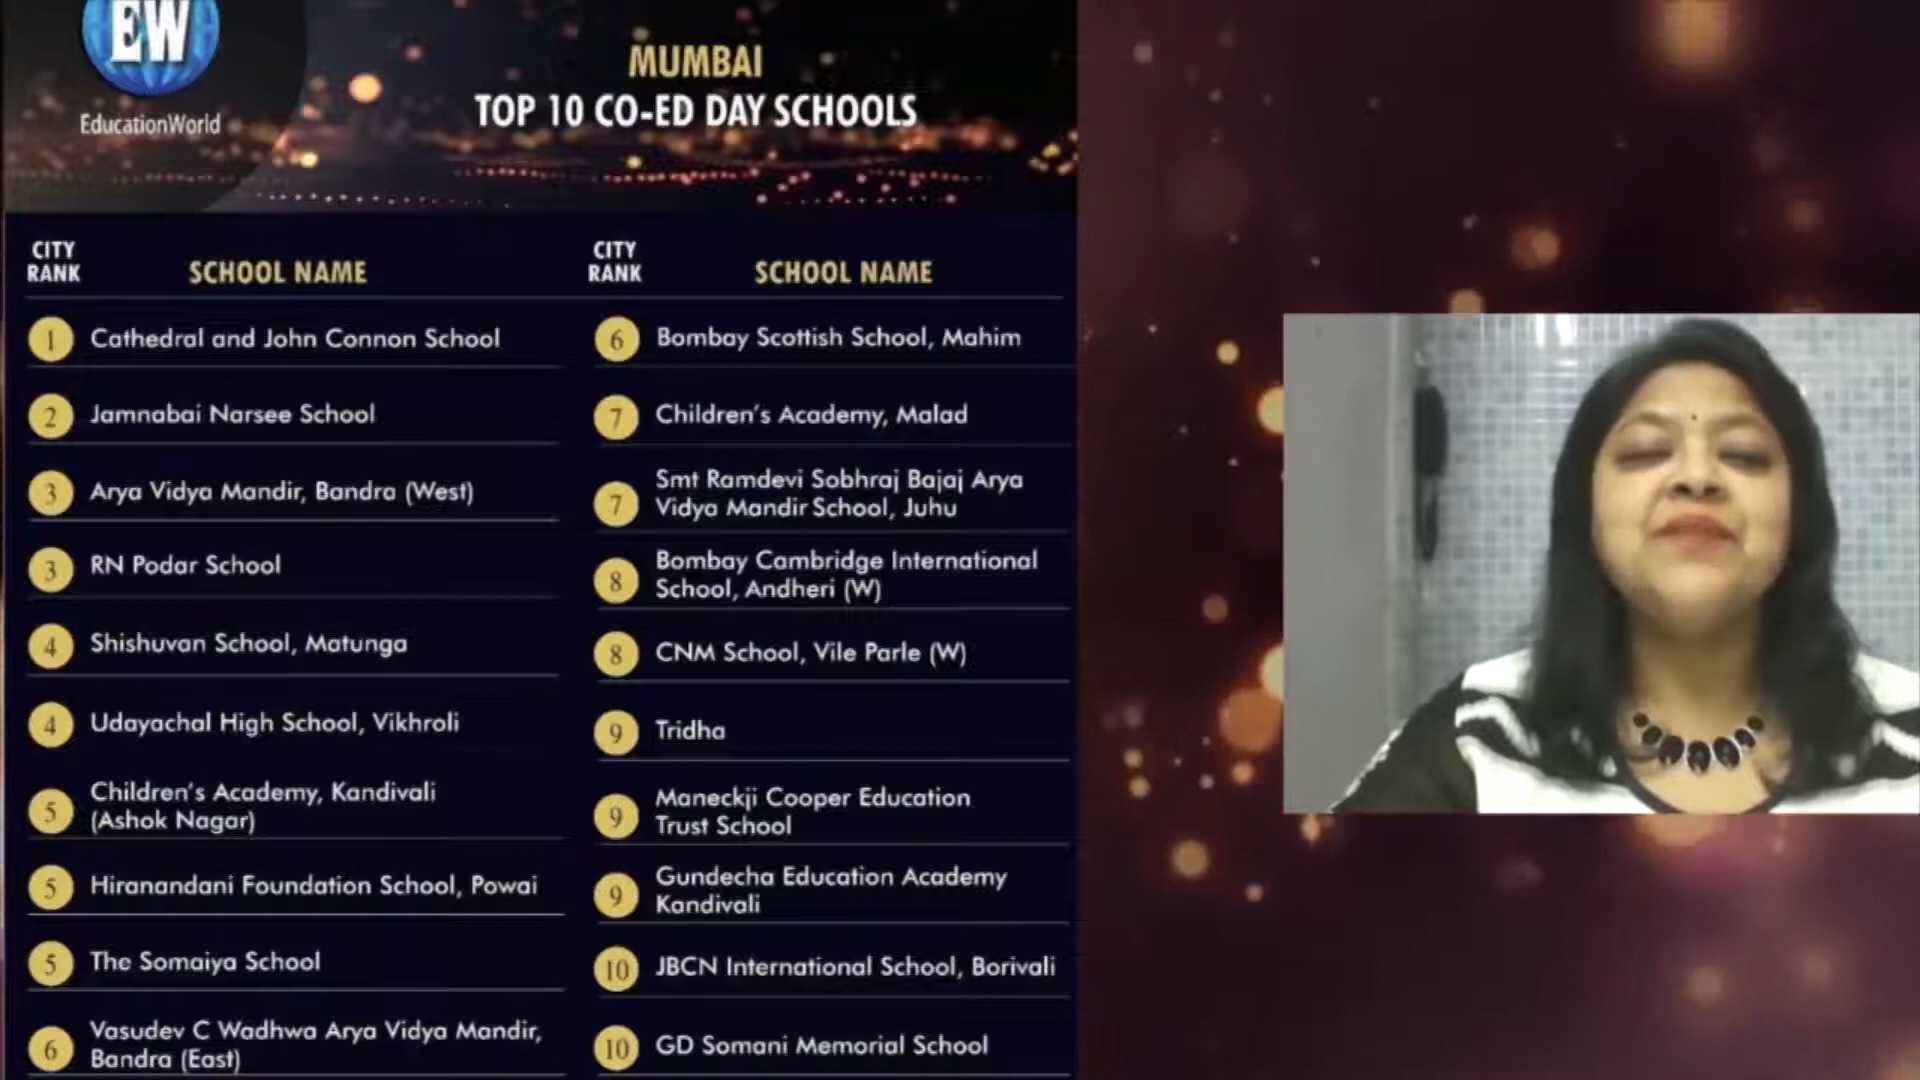 EW
EducationWorld
MUMBAI
TOP 10 CO-ED DAY SCHOOLS
CITY
RANK
SCHOOL NAME
1 Cathedral and John Connon School
2 Jamnabai Narsee School
3 Arya Vidya Mandir, Bandra (West)
3 RN Podar School
4 Shishuvan School, Matunga
4 Udayachal High School, Vikhroli
5 Children's Academy, Kandivali
(Ashok Nagar)
5 Hiranandani Foundation School, Powai
5 The Somaiya School
6 Vasudev C Wadhwa Arya Vidya Mandir,
Bandra (East)
CITY
RANK
SCHOOL NAME
6 Bombay Scottish School, Mahim
7 Children's Academy, Malad
7 Smt Ramdevi Sobhraj Bajaj Arya
Vidya Mandir School, Juhu
8 Bombay Cambridge International
School, Andheri (W)
8 CNM School, Vile Parle (W)
9 Tridha
9 Maneckji Cooper Education
Trust School
9 Gundecha Education Academy
Kandivali
10 JBCN International School, Borivali
10 GD Somani Memorial School